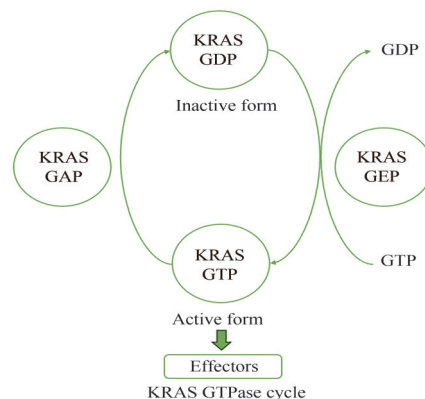 KRAS
GDP
GDP
Inactive form
KRAS
GAP
KRAS
GEP
KRAS
GTP
GTP
Active form
Effectors
KRAS GTPase cycle